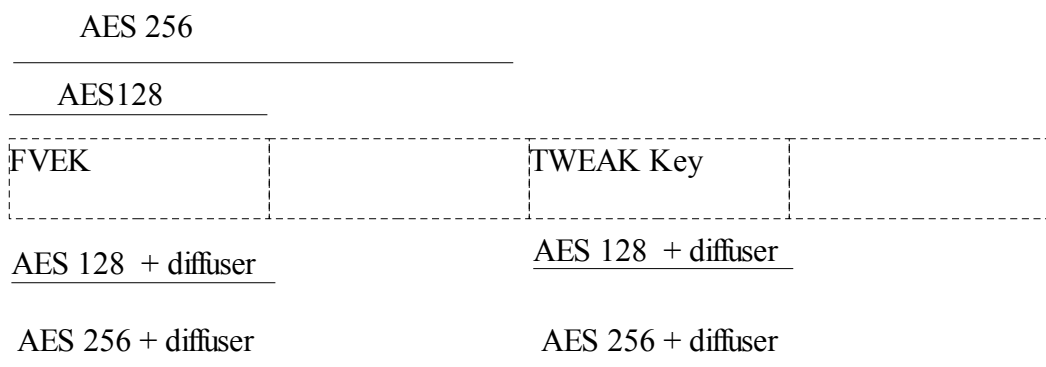 AES 256
AES128
FVEK TWEAK Key
AES 128 + diffuser AES 128 + diffuser
AES 256 + diffuser AES 256 + diffuser